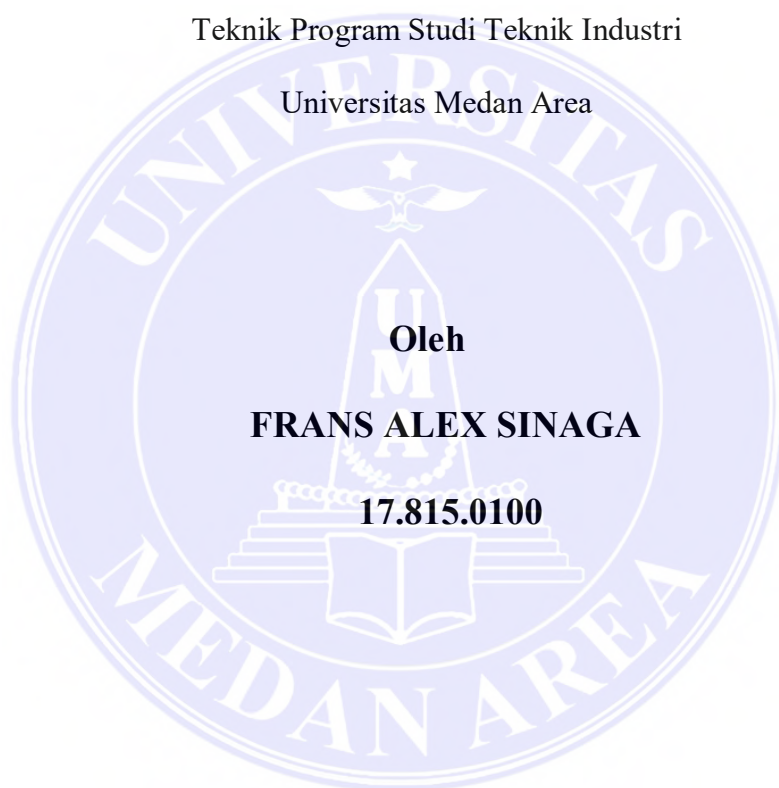 Teknik Program Studi Teknik Industri
Universitas Medan Area
UNIVERSITAS
U
M
A
Oleh
FRANS ALEX SINAGA
17.815.0100
MEDAN AREA